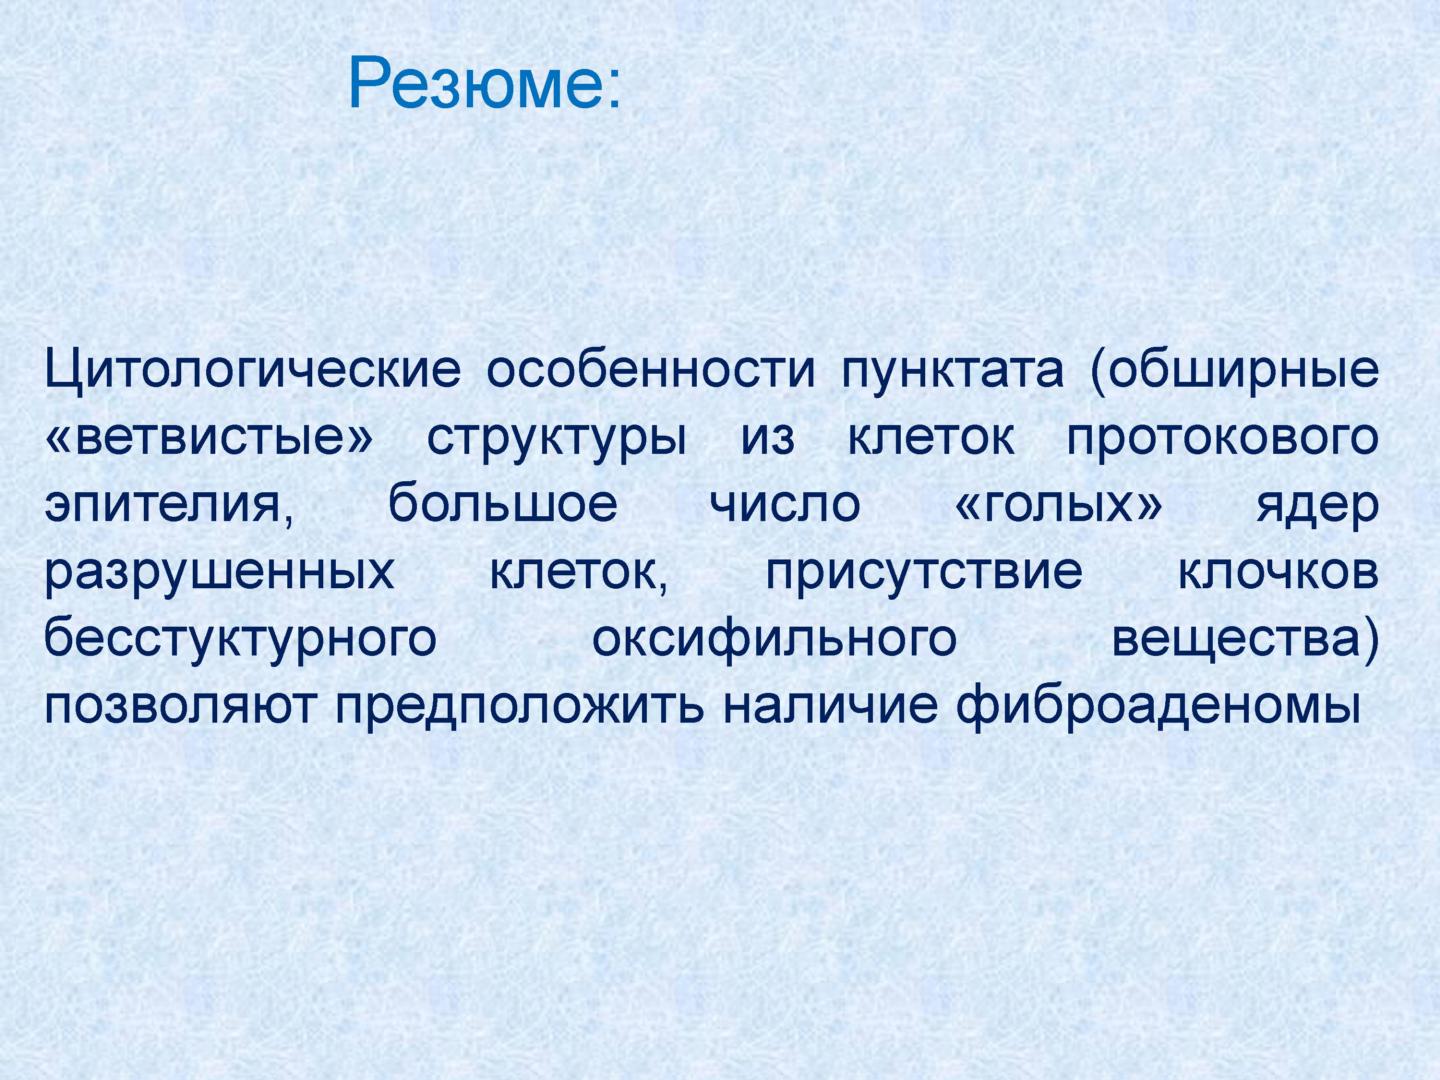 Резюме:
Цитологические особенности пунктата (обширные
«ветвистые» структуры из клеток протокового
эпителия, большое число «голых» ядер
разрушенных клеток, присутствие клочков
бесстуктурного оксифильного вещества)
позволяют предположить наличие фиброаденомы